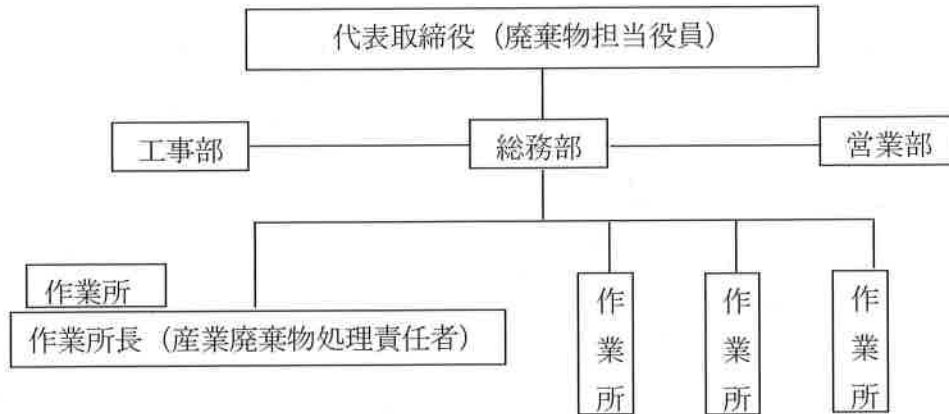 代表取締役（廃棄物担当役員）
工事部
総務部
営業部
作業所
作業所長（産業廃棄物処理責任者）
作業所
作業所
作業所